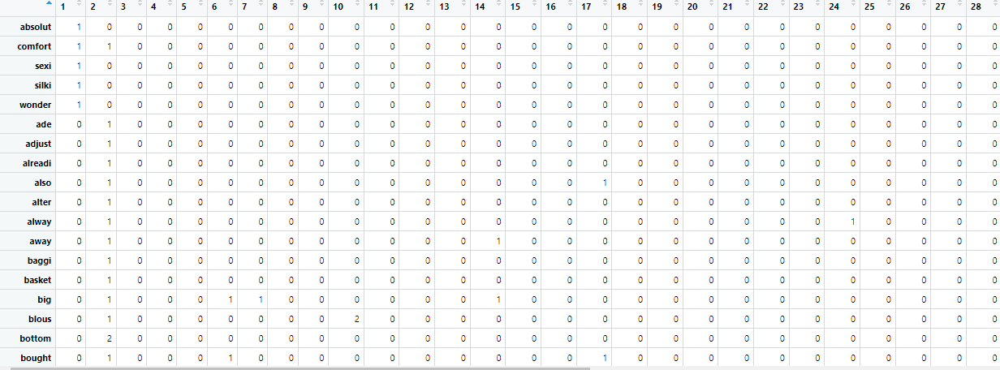 1 2 3 4 5 6 7 8 9 10 11 12 13 14 15 16 17 18 19 20 21 22 23 24 25 26 27 28
absolut 1 0 0 0 0 0 0 0 0 0 0 0 0 0 0 0 0 0 0 0 0 0 0 0 0 0 0 0
comfort 1 1 0 0 0 0 0 0 0 0 0 0 0 0 0 0 0 0 0 0 0 0 0 0 0 0 0 0
sexi 1 0 0 0 0 0 0 0 0 0 0 0 0 0 0 0 0 0 0 0 0 0 0 0 0 0 0 0
silki 1 0 0 0 0 0 0 0 0 0 0 0 0 0 0 0 0 0 0 0 0 0 0 0 0 0 0 0
wonder 1 0 0 0 0 0 0 0 0 0 0 0 0 0 0 0 0 0 0 0 0 0 0 0 0 0 0 0
ade 0 1 0 0 0 0 0 0 0 0 0 0 0 0 0 0 0 0 0 0 0 0 0 0 0 0 0 0
adjust 0 1 0 0 0 0 0 0 0 0 0 0 0 0 0 0 0 0 0 0 0 0 0 0 0 0 0 0
alreadi 0 1 0 0 0 0 0 0 0 0 0 0 0 0 0 0 0 0 0 0 0 0 0 0 0 0 0 0
also 0 1 0 0 0 0 0 0 0 0 0 0 0 0 0 0 1 0 0 0 0 0 0 0 0 0 0 0
alter 0 1 0 0 0 0 0 0 0 0 0 0 0 0 0 0 0 0 0 0 0 0 0 0 0 0 0 0
alway 0 1 0 0 0 0 0 0 0 0 0 0 0 0 0 0 0 0 0 0 0 0 0 1 0 0 0 0
away 0 1 0 0 0 0 0 0 0 0 0 0 0 1 0 0 0 0 0 0 0 0 0 0 0 0 0 0
baggi 0 1 0 0 0 0 0 0 0 0 0 0 0 0 0 0 0 0 0 0 0 0 0 0 0 0 0 0
basket 0 1 0 0 0 0 0 0 0 0 0 0 0 0 0 0 0 0 0 0 0 0 0 0 0 0 0 0
big 0 1 0 0 0 1 1 0 0 0 0 0 0 1 0 0 0 0 0 0 0 0 0 0 0 0 0 0
blous 0 1 0 0 0 0 0 0 0 2 0 0 0 0 0 0 0 0 0 0 0 0 0 0 0 0 0 0
bottom 0 2 0 0 0 0 0 0 0 0 0 0 0 0 0 0 0 0 0 0 0 0 0 0 0 0 0 0
bought 0 1 0 0 0 1 0 0 0 0 0 0 0 0 0 0 1 0 0 0 0 0 0 0 0 0 0 0